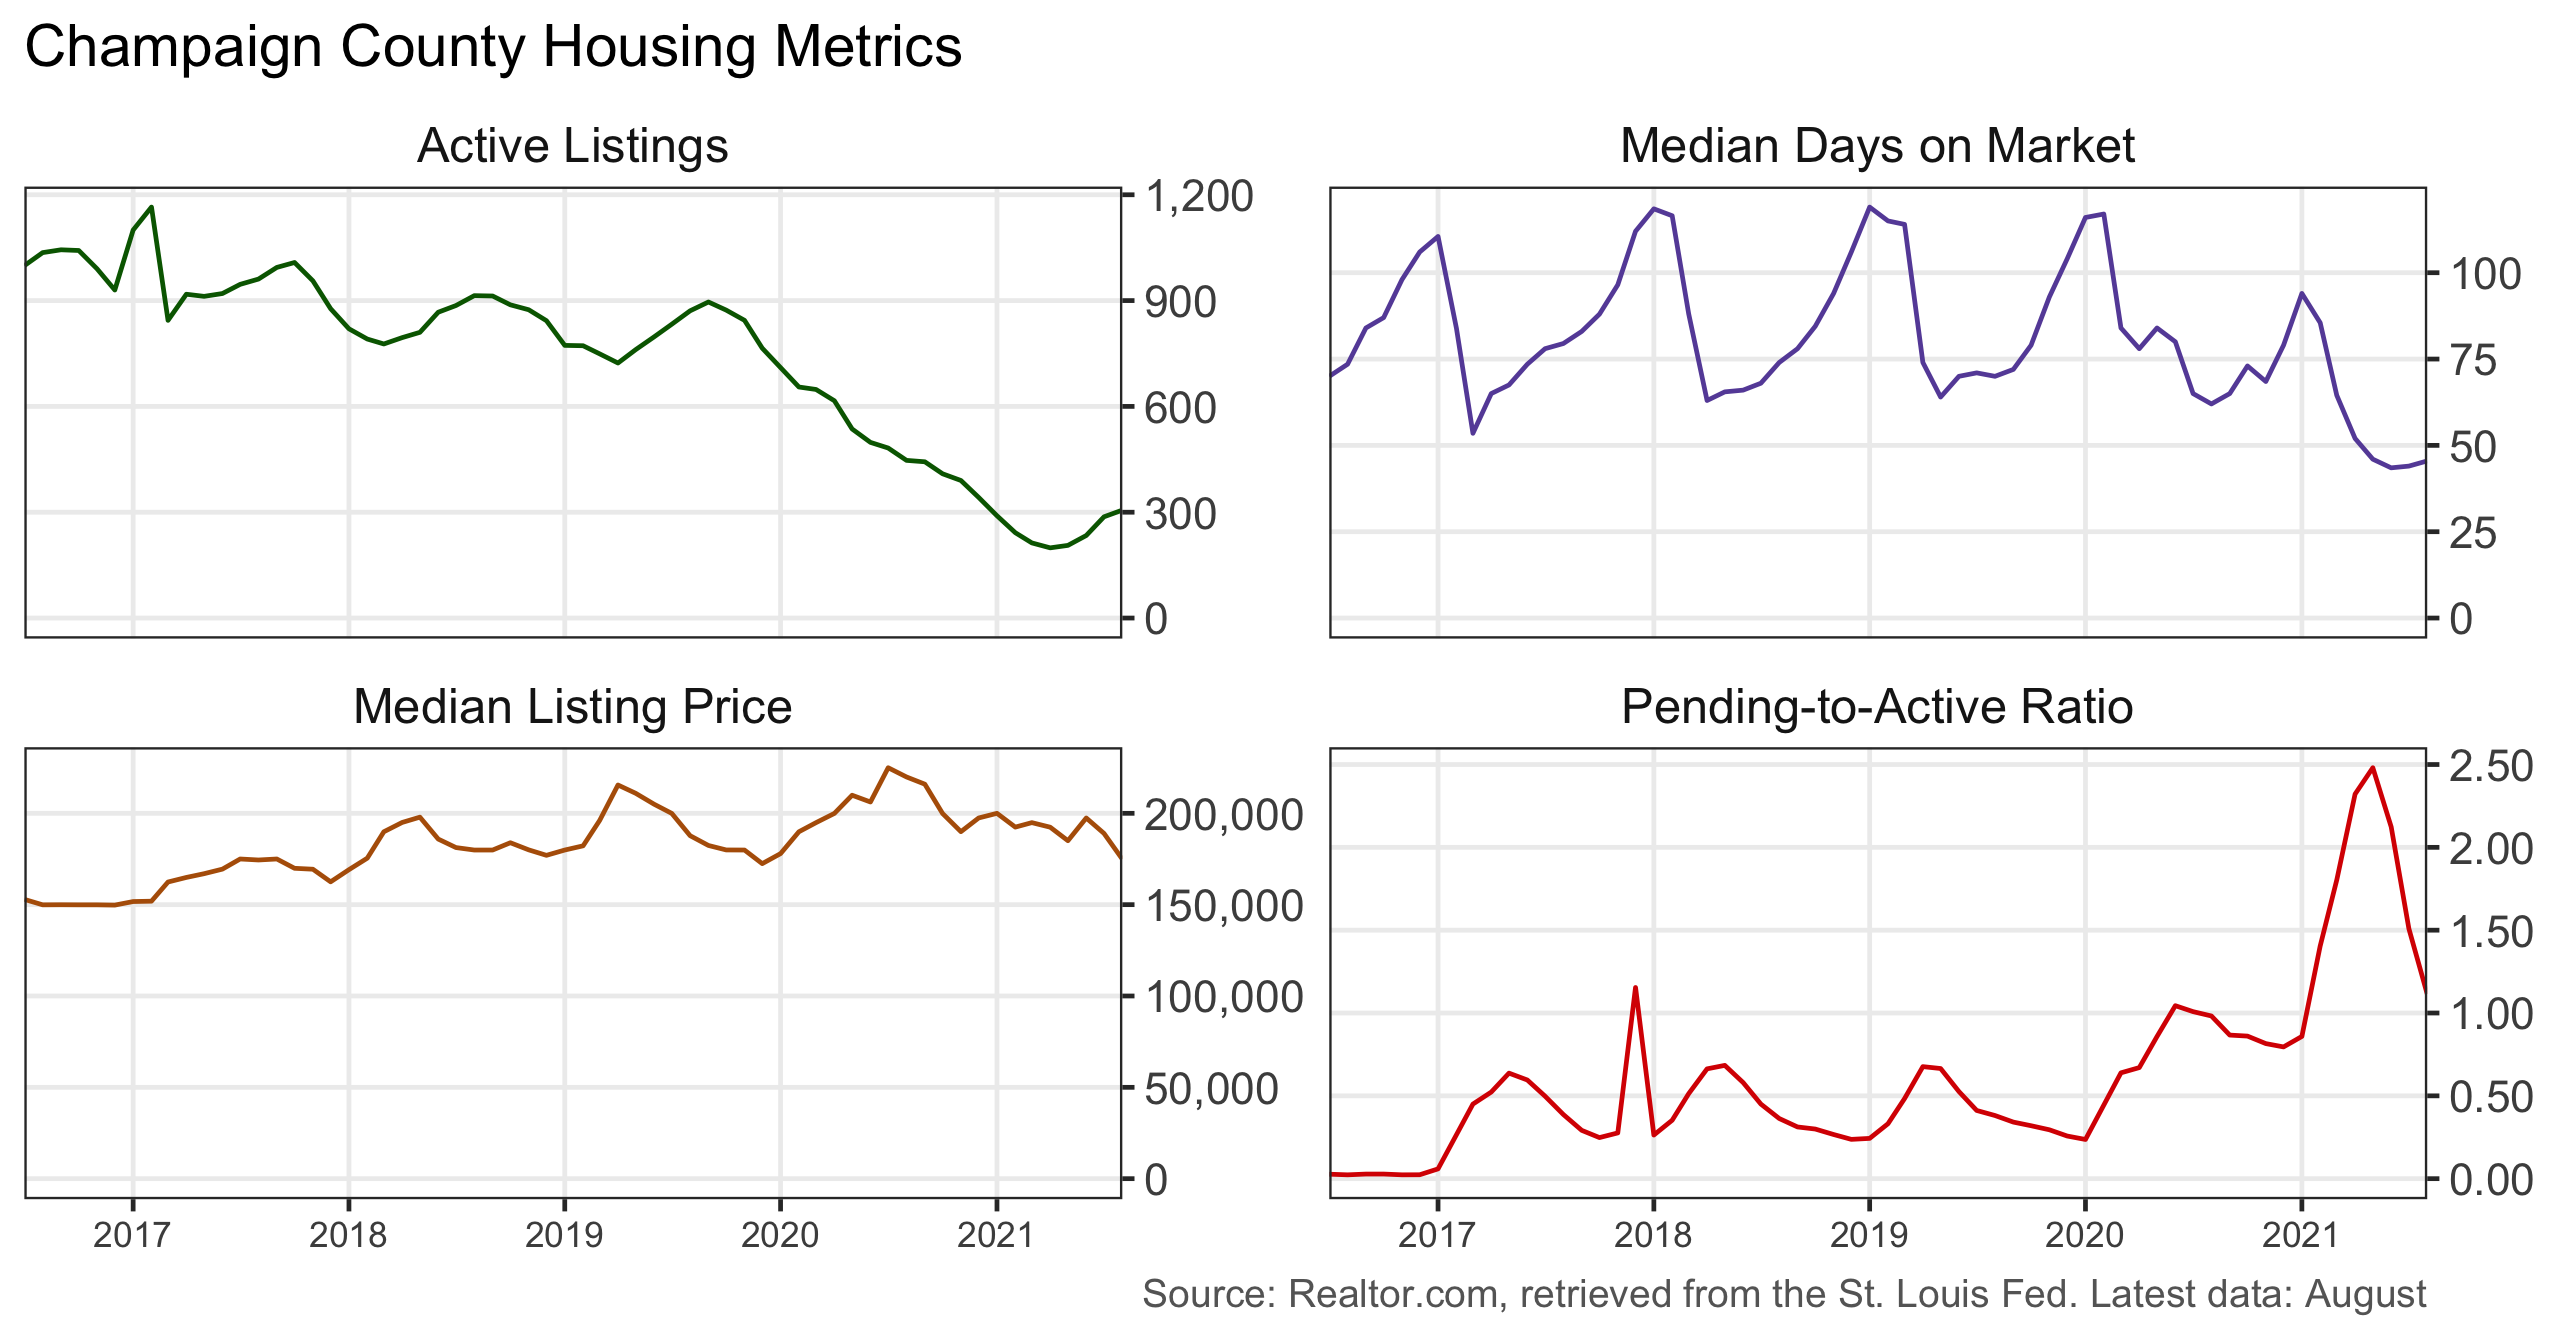 Champaign County Housing Metrics
Active Listings
1,200
900
600
300
0
Median Days on Market
100
75
50
25
0
Median Listing Price
200,000
150,000
100,000
50,000
0
2017 2018 2019 2020 2021
Pending-to-Active Ratio
2.50
2.00
1.50
1.00
0.50
0.00
2017 2018 2019 2020 2021
Source: Realtor.com, retrieved from the St. Louis Fed. Latest data: August